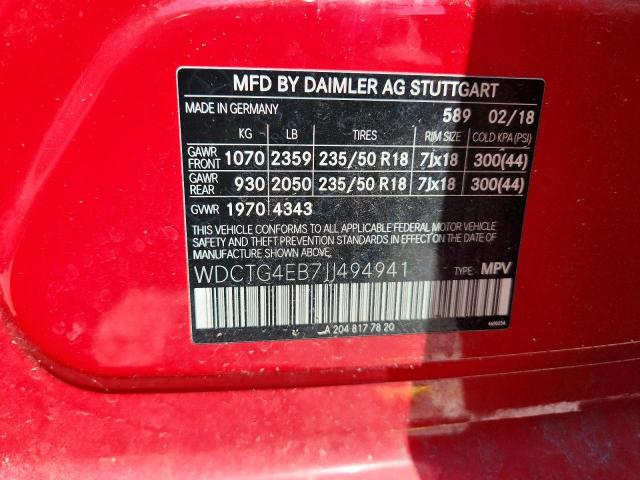 MFD BY DAIMLER AG STUTTGART
MADE IN GERMANY 589 02/18
KG LB TIRES RIM SIZE COLD KPA(PSI)
GAWR FRONT 1070 2359 235/50 R18 7Jx18 300(44)
GAWR REAR 930 2050 235/50 R18 7Jx18 300(44)
GVWR 1970 4343
THIS VEHICLE CONFORMS TO ALL APPLICABLE FEDERAL MOTOR VEHICLE
SAFETY STANDARDS IN EFFECT ON THE DATE
OF MANUFACTURE SHOWN ABOVE.
WDCTG4EB7JJ494941 TYPE: MPV
A 204 817 78 20